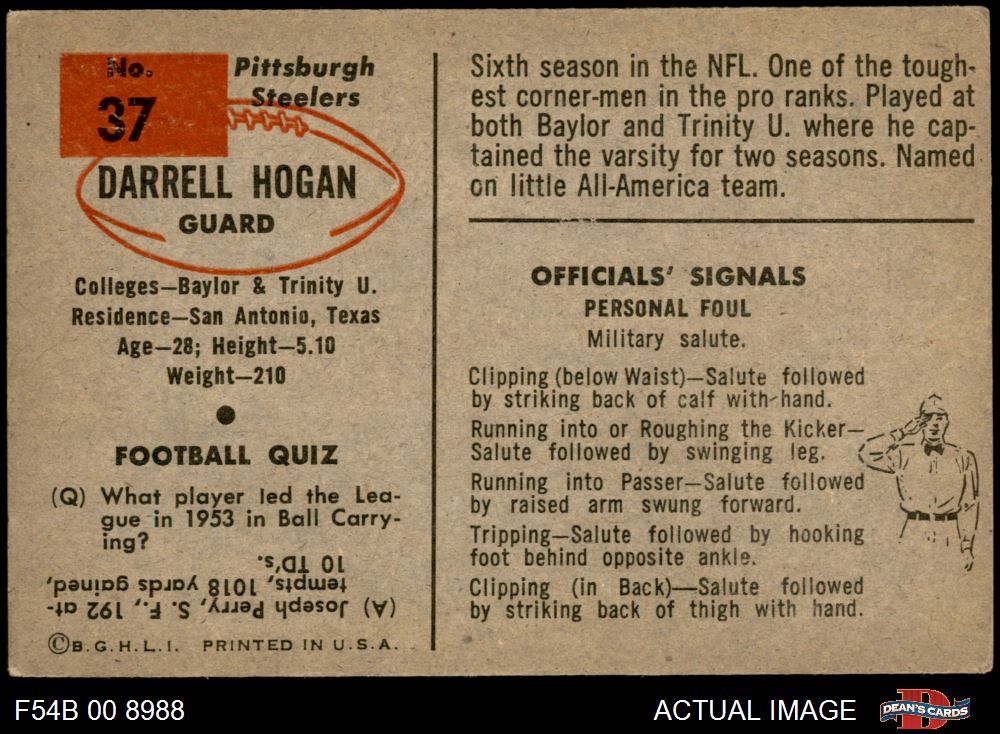 No.
37
Pittsburgh
Steelers
DARRELL HOGAN
GUARD
Colleges—Baylor & Trinity U.
Residence—San Antonio, Texas
Age—28; Height—5.10
Weight—210
FOOTBALL QUIZ
(Q) What player led the Lea-
gue in 1953 in Ball Carry-
ing?
(A) Joseph Perry, S. F., 192 at-
tempts, 1018 yards gained,
10 TD's.
©B.G.H.L.I. PRINTED IN U.S.A.
Sixth season in the NFL. One of the tough-
est corner-men in the pro ranks. Played at
both Baylor and Trinity U. where he cap-
tained the varsity for two seasons. Named
on little All-America team.
OFFICIALS' SIGNALS
PERSONAL FOUL
Military salute.
Clipping (below Waist)—Salute followed
by striking back of calf with hand.
Running into or Roughing the Kicker—
Salute followed by swinging leg.
Running into Passer—Salute followed
by raised arm swung forward.
Tripping—Salute followed by hooking
foot behind opposite ankle.
Clipping (in Back)—Salute followed
by striking back of thigh with hand.
F54B 00 8988
ACTUAL IMAGE
D
DEAN'S CARDS